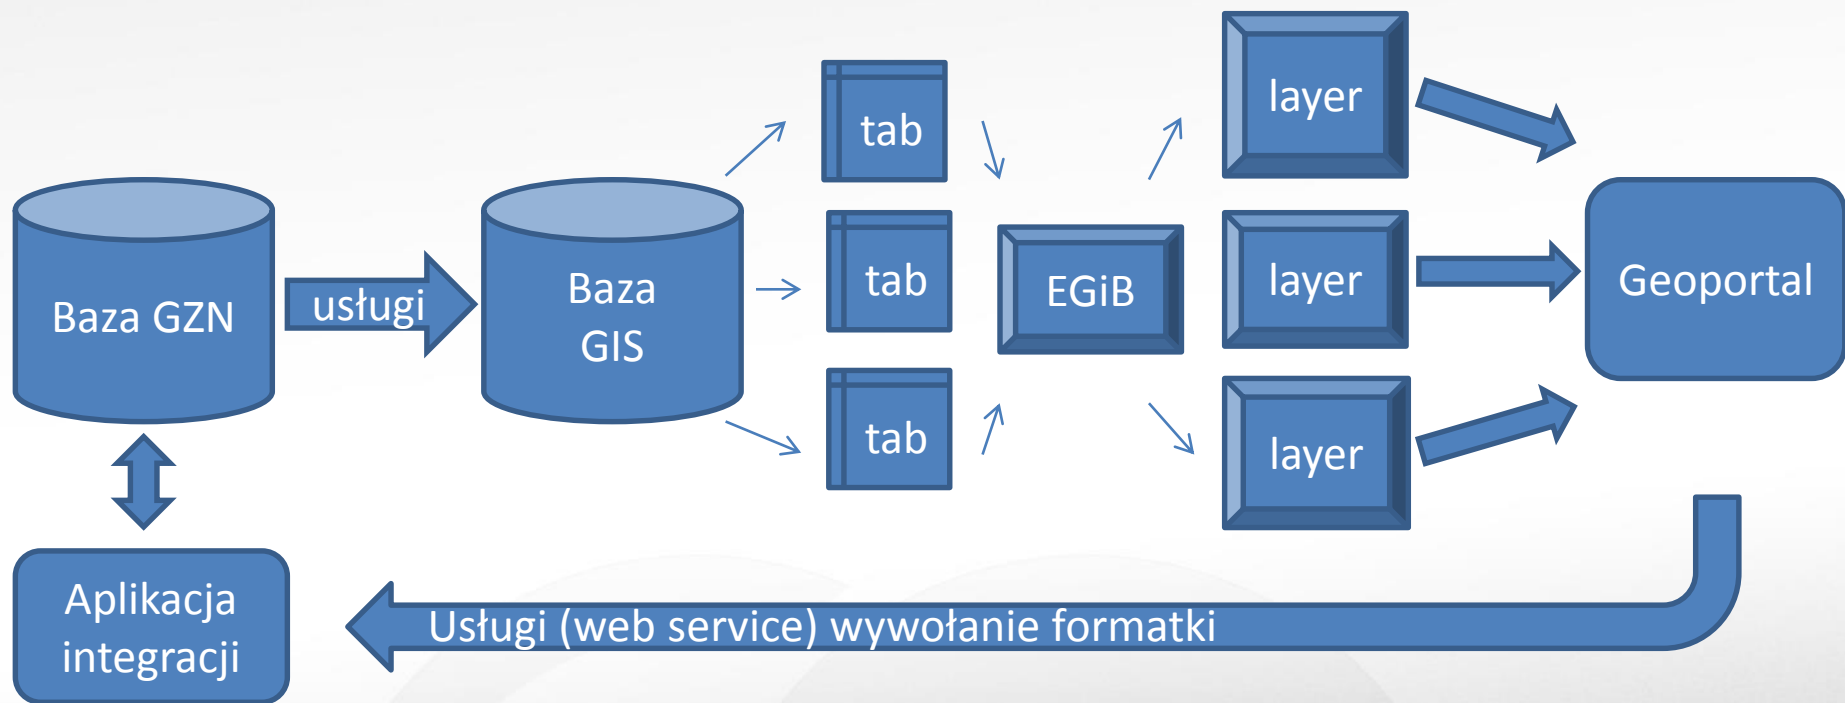 Baza GZN
usługi
Baza
GIS
tab
tab
tab
EGiB
layer
layer
layer
Geoportal
Aplikacja
integracji
Usługi (web service) wywołanie formatki